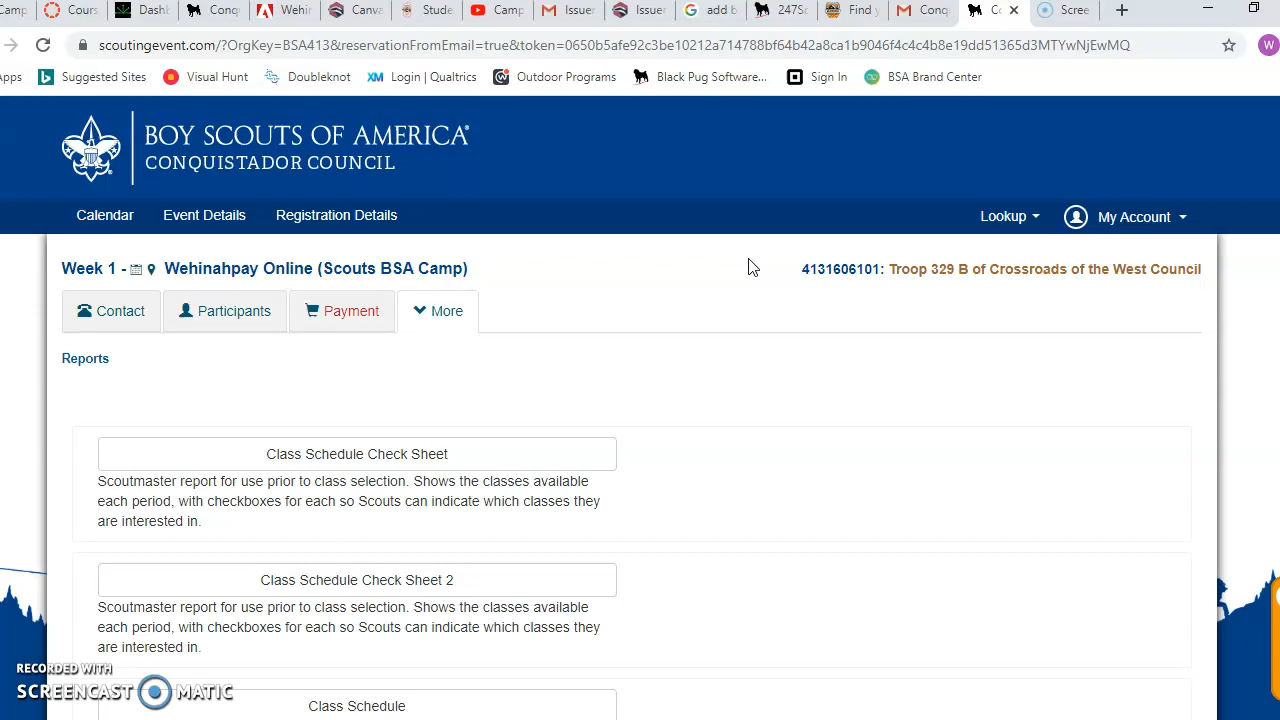 Camp Cours Dashb Conq Wehin Canva Stude Camp Issuer Issuer add b 247Sc Find y Conq Co Scree
scoutingevent.com/?OrgKey=BSA413&reservationFromEmail=true&token=0650b5afe92c3be10212a714788bf64b42a8ca1b9046f4c4c4b8e19dd51365d3MTYwNjEwMQ W
pps Suggested Sites Visual Hunt Doubleknot XM Login | Qualtrics Outdoor Programs Black Pug Software... Sign In BSA Brand Center
BOY SCOUTS OF AMERICA®
CONQUISTADOR COUNCIL
Calendar Event Details Registration Details Lookup My Account
Week 1 - Wehinahpay Online (Scouts BSA Camp) 4131606101: Troop 329 B of Crossroads of the West Council
Contact Participants Payment More
Reports
Class Schedule Check Sheet
Scoutmaster report for use prior to class selection. Shows the classes available
each period, with checkboxes for each so Scouts can indicate which classes they
are interested in.
Class Schedule Check Sheet 2
Scoutmaster report for use prior to class selection. Shows the classes available
each period, with checkboxes for each so Scouts can indicate which classes they
are interested in.
RECORDED WITH
SCREENCAST MATIC
Class Schedule